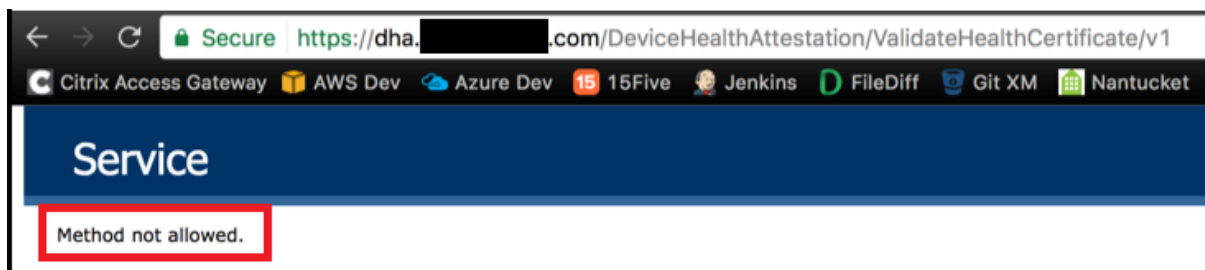 Secure https://dha. .com/DeviceHealthAttestation/ValidateHealthCertificate/v1
C Citrix Access Gateway AWS Dev Azure Dev 15 15Five Jenkins D FileDiff Git XM Nantucket
Service
Method not allowed.